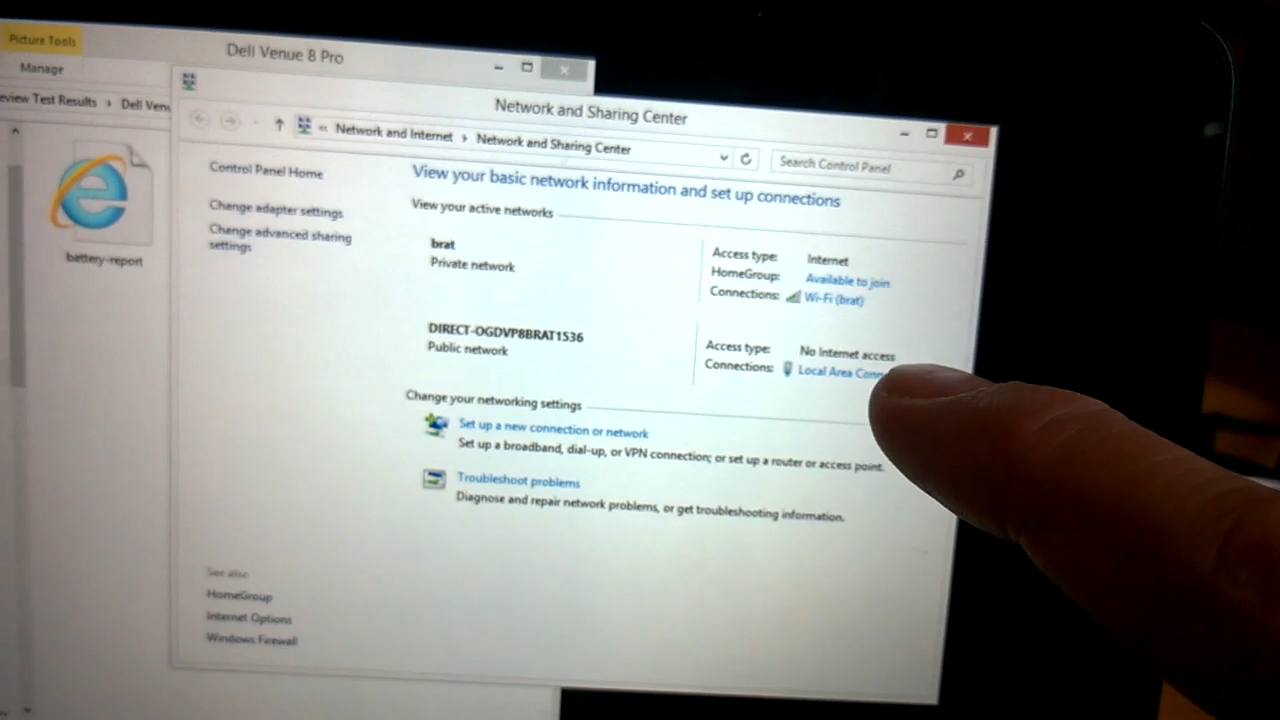 Picture Tools
Dell Venue 8 Pro
Manage
eview Test Results › Dell Venu
battery-report
Network and Sharing Center
« Network and Internet › Network and Sharing Center
Search Control Panel
Control Panel Home
Change adapter settings
Change advanced sharing
settings
View your basic network information and set up connections
View your active networks
brat
Private network
Access type: Internet
HomeGroup: Available to join
Connections: Wi-Fi (brat)
DIRECT-OGDVP8BRAT1536
Public network
Access type: No Internet access
Connections: Local Area Conn
Change your networking settings
Set up a new connection or network
Set up a broadband, dial-up, or VPN connection; or set up a router or access point.
Troubleshoot problems
Diagnose and repair network problems, or get troubleshooting information.
See also
HomeGroup
Internet Options
Windows Firewall